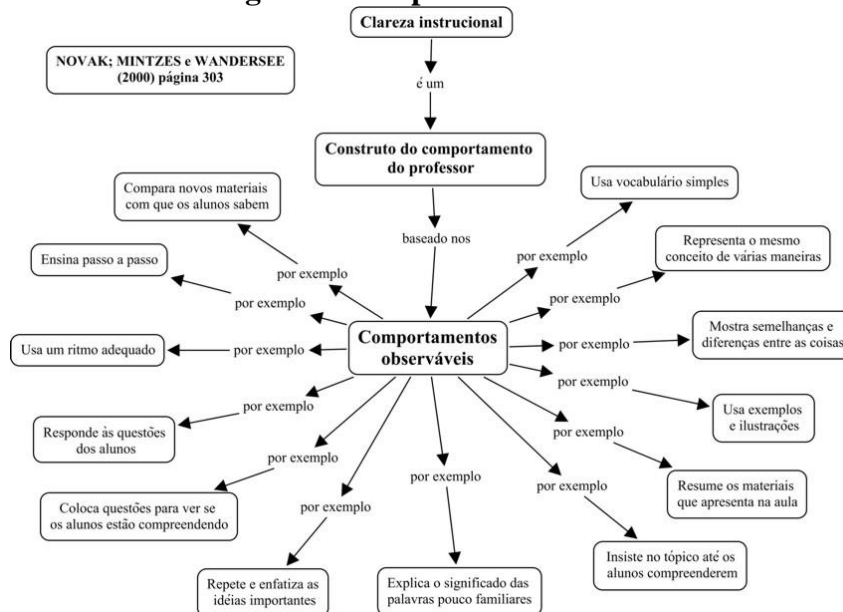 Clareza instrucional
NOVAK; MINTZES e WANDERSEE
(2000) página 303
é um
Construto do comportamento
do professor
Compara novos materiais
com que os alunos sabem
Usa vocabulário simples
baseado nos
Ensina passo a passo
por exemplo
por exemplo
Representa o mesmo
conceito de várias maneiras
por exemplo
por exemplo
Comportamentos
observáveis
Usa um ritmo adequado
por exemplo
por exemplo
Mostra semelhanças e
diferenças entre as coisas
por exemplo
Usa exemplos
e ilustrações
Responde às questões
dos alunos
por exemplo
por exemplo
Resume os materiais
que apresenta na aula
Coloca questões para ver se
os alunos estão compreendendo
por exemplo
por exemplo
por exemplo
por exemplo
Insiste no tópico até os
alunos compreenderem
Repete e enfatiza as
idéias importantes
Explica o significado das
palavras pouco familiares